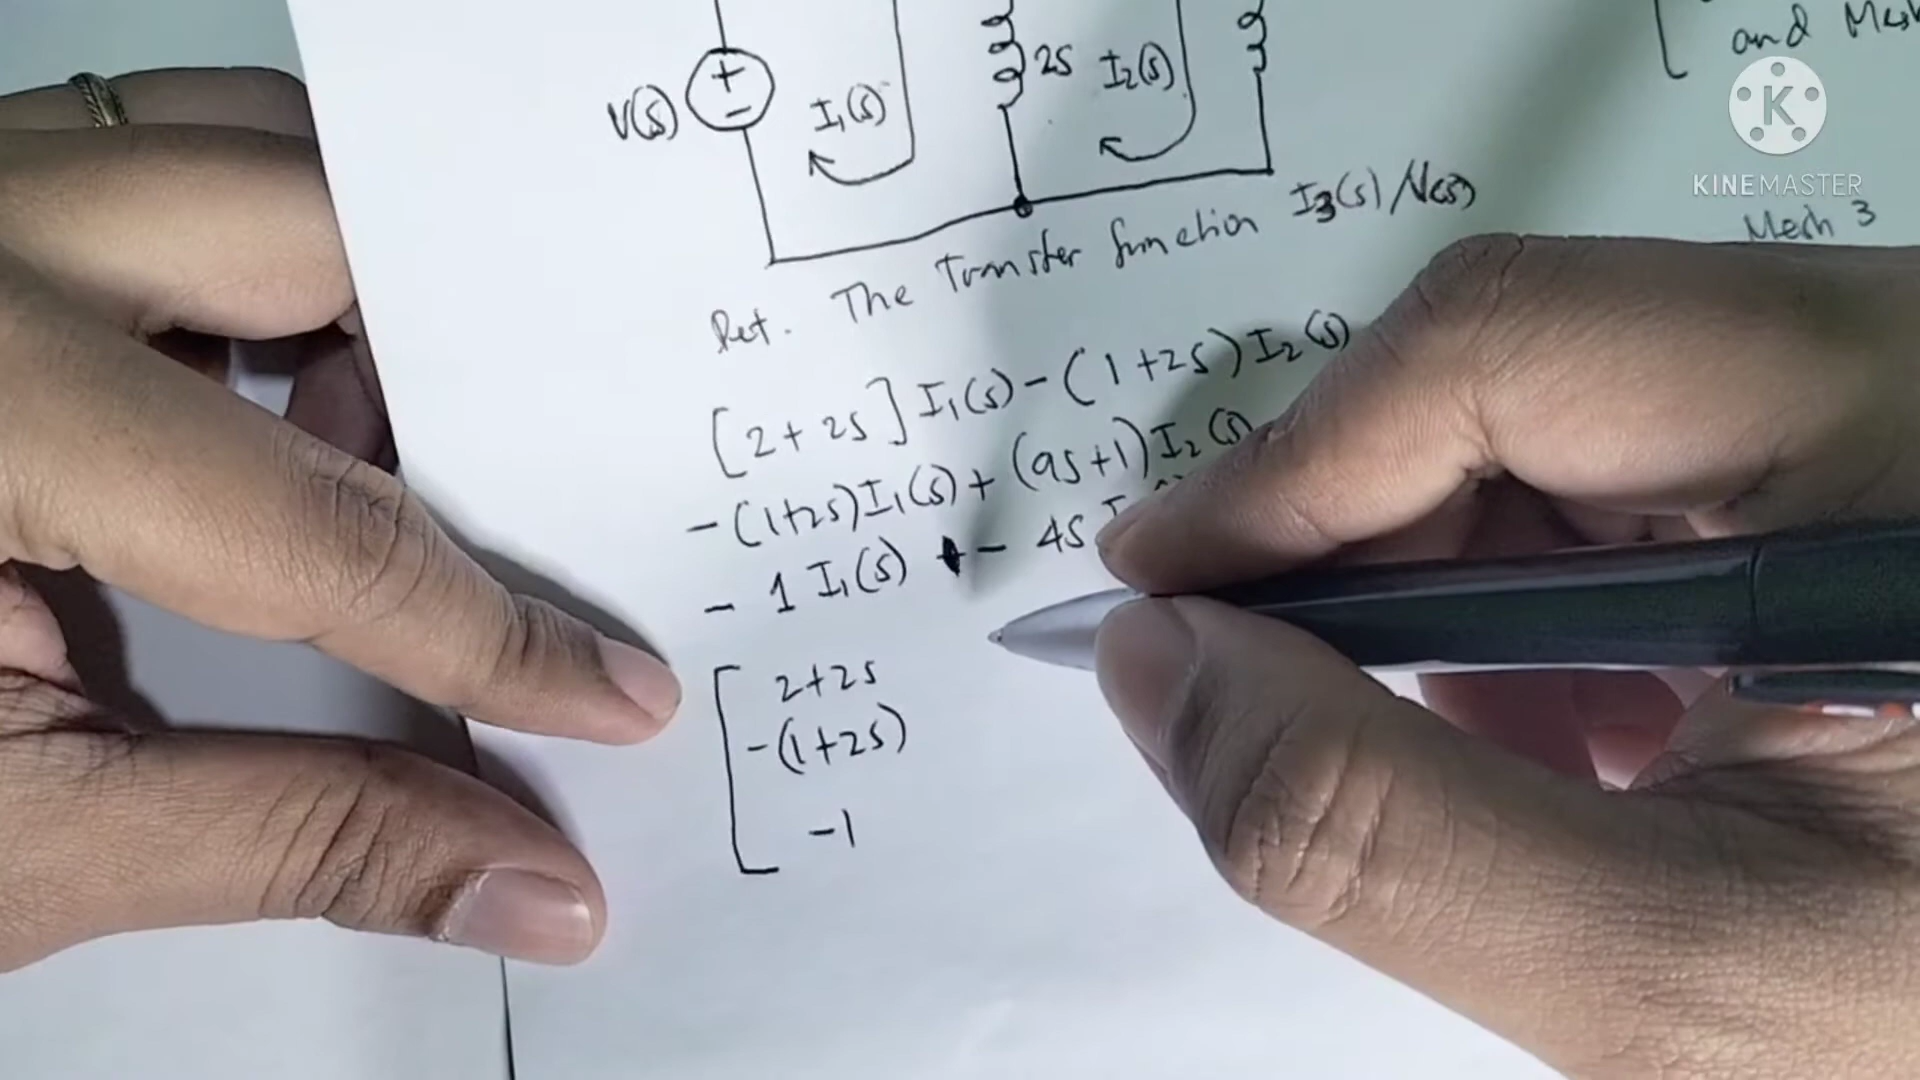 and Mesh
K
KINEMASTER
Mesh 3
V(s)
+
−
I₁(s)
2S
I₂(s)
Ret. The Transfer function I3(s)/V(s)
[2+2s] I₁(s) − (1+2s) I₂(s)
−(1+2s)I₁(s) + (9s+1) I₂(s)
− 1 I₁(s) − 4S
2+2s
−(1+2s)
−1